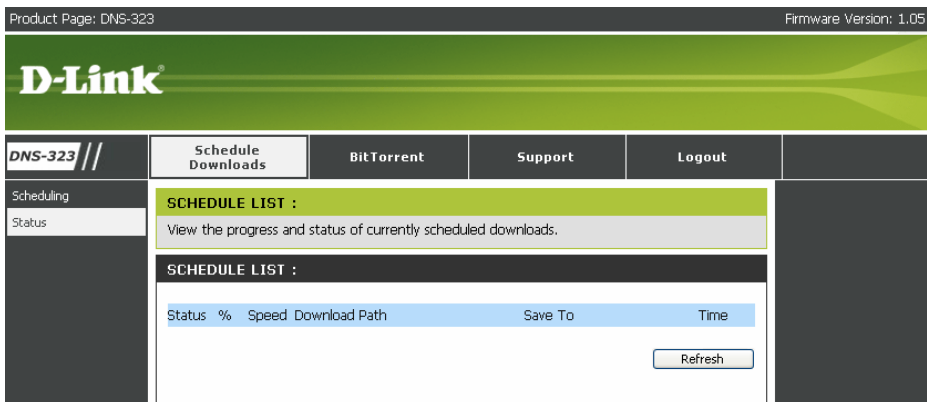 Product Page: DNS-323
Firmware Version: 1.05
D-Link®
DNS-323
Schedule
Downloads
BitTorrent
Support
Logout
Scheduling
Status
SCHEDULE LIST :
View the progress and status of currently scheduled downloads.
SCHEDULE LIST :
Status % Speed Download Path Save To Time
Refresh